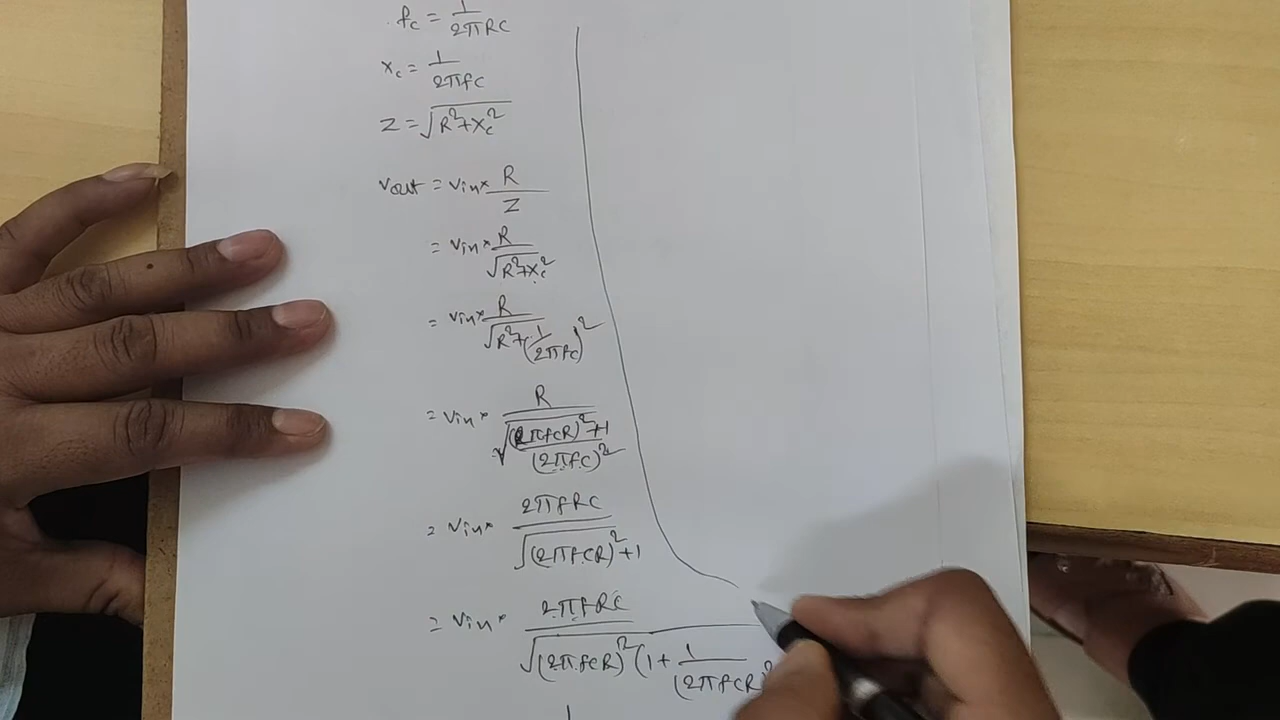 fc = 1/2πRC
Xc = 1/2πfC
Z = √R²+Xc²
Vout = Vin × R/Z
= Vin × R/√R²+Xc²
= Vin × R/√R²+(1/2πfC)²
= Vin × R/√(2πfCR)²+1/(2πfC)²
= Vin × 2πfRC/√(2πfCR)²+1
= Vin × 2πfRC/√(2πfCR)²(1+1/(2πfCR)²
1